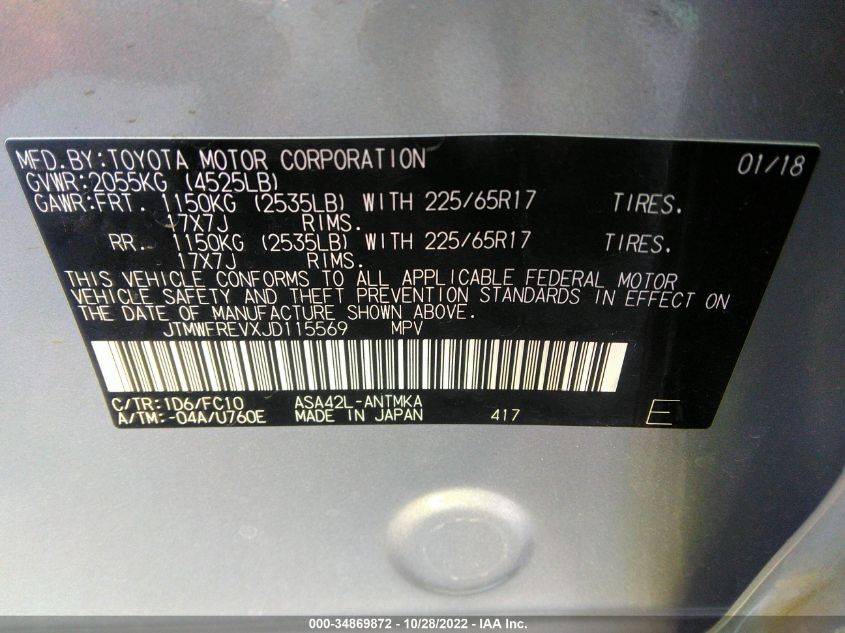 MFD.BY:TOYOTA MOTOR CORPORATION 01/18
GVWR:2055KG (4525LB)
GAWR:FRT. 1150KG (2535LB) WITH 225/65R17 TIRES.
17X7J RIMS.
RR. 1150KG (2535LB) WITH 225/65R17 TIRES.
17X7J RIMS.
THIS VEHICLE CONFORMS TO ALL APPLICABLE FEDERAL MOTOR
VEHICLE SAFETY AND THEFT PREVENTION STANDARDS IN EFFECT ON
THE DATE OF MANUFACTURE SHOWN ABOVE.
JTMWFREVXJD115569 MPV
C/TR:1D6/FC10 ASA42L-ANTMKA
A/TM:-04A/U760E MADE IN JAPAN 417 E
000-34869872 - 10/28/2022 - IAA Inc.